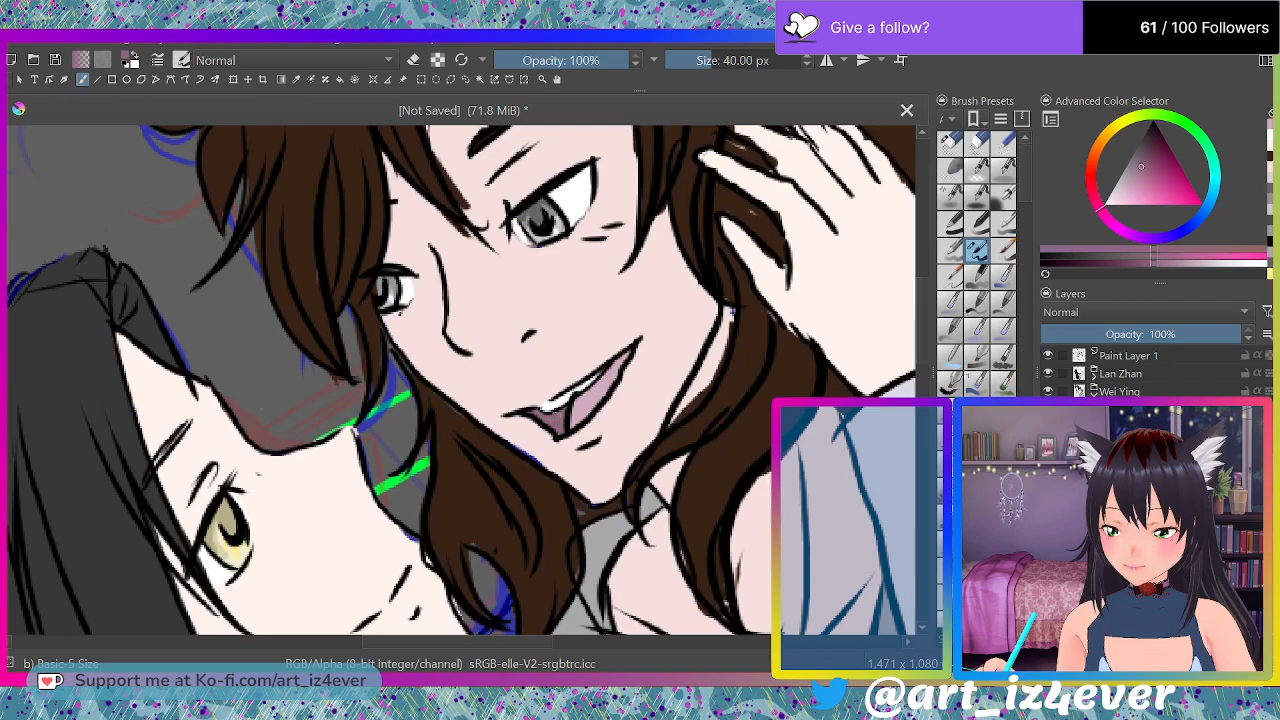 Give a follow?
61 / 100 Followers
Normal
Opacity: 100%
Size: 40.00 px
[Not Saved] (71.8 MiB) *
Brush Presets
Advanced Color Selector
Layers
Normal
Opacity: 100%
Paint Layer 1
Lan Zhan
Wei Ying
b) Basic-5 Size
RGB/Alpha (8-bit integer/channel) sRGB-elle-V2-srgbtrc.icc
1,471 x 1,080
Support me at Ko-fi.com/art_iz4ever
@art_iz4ever